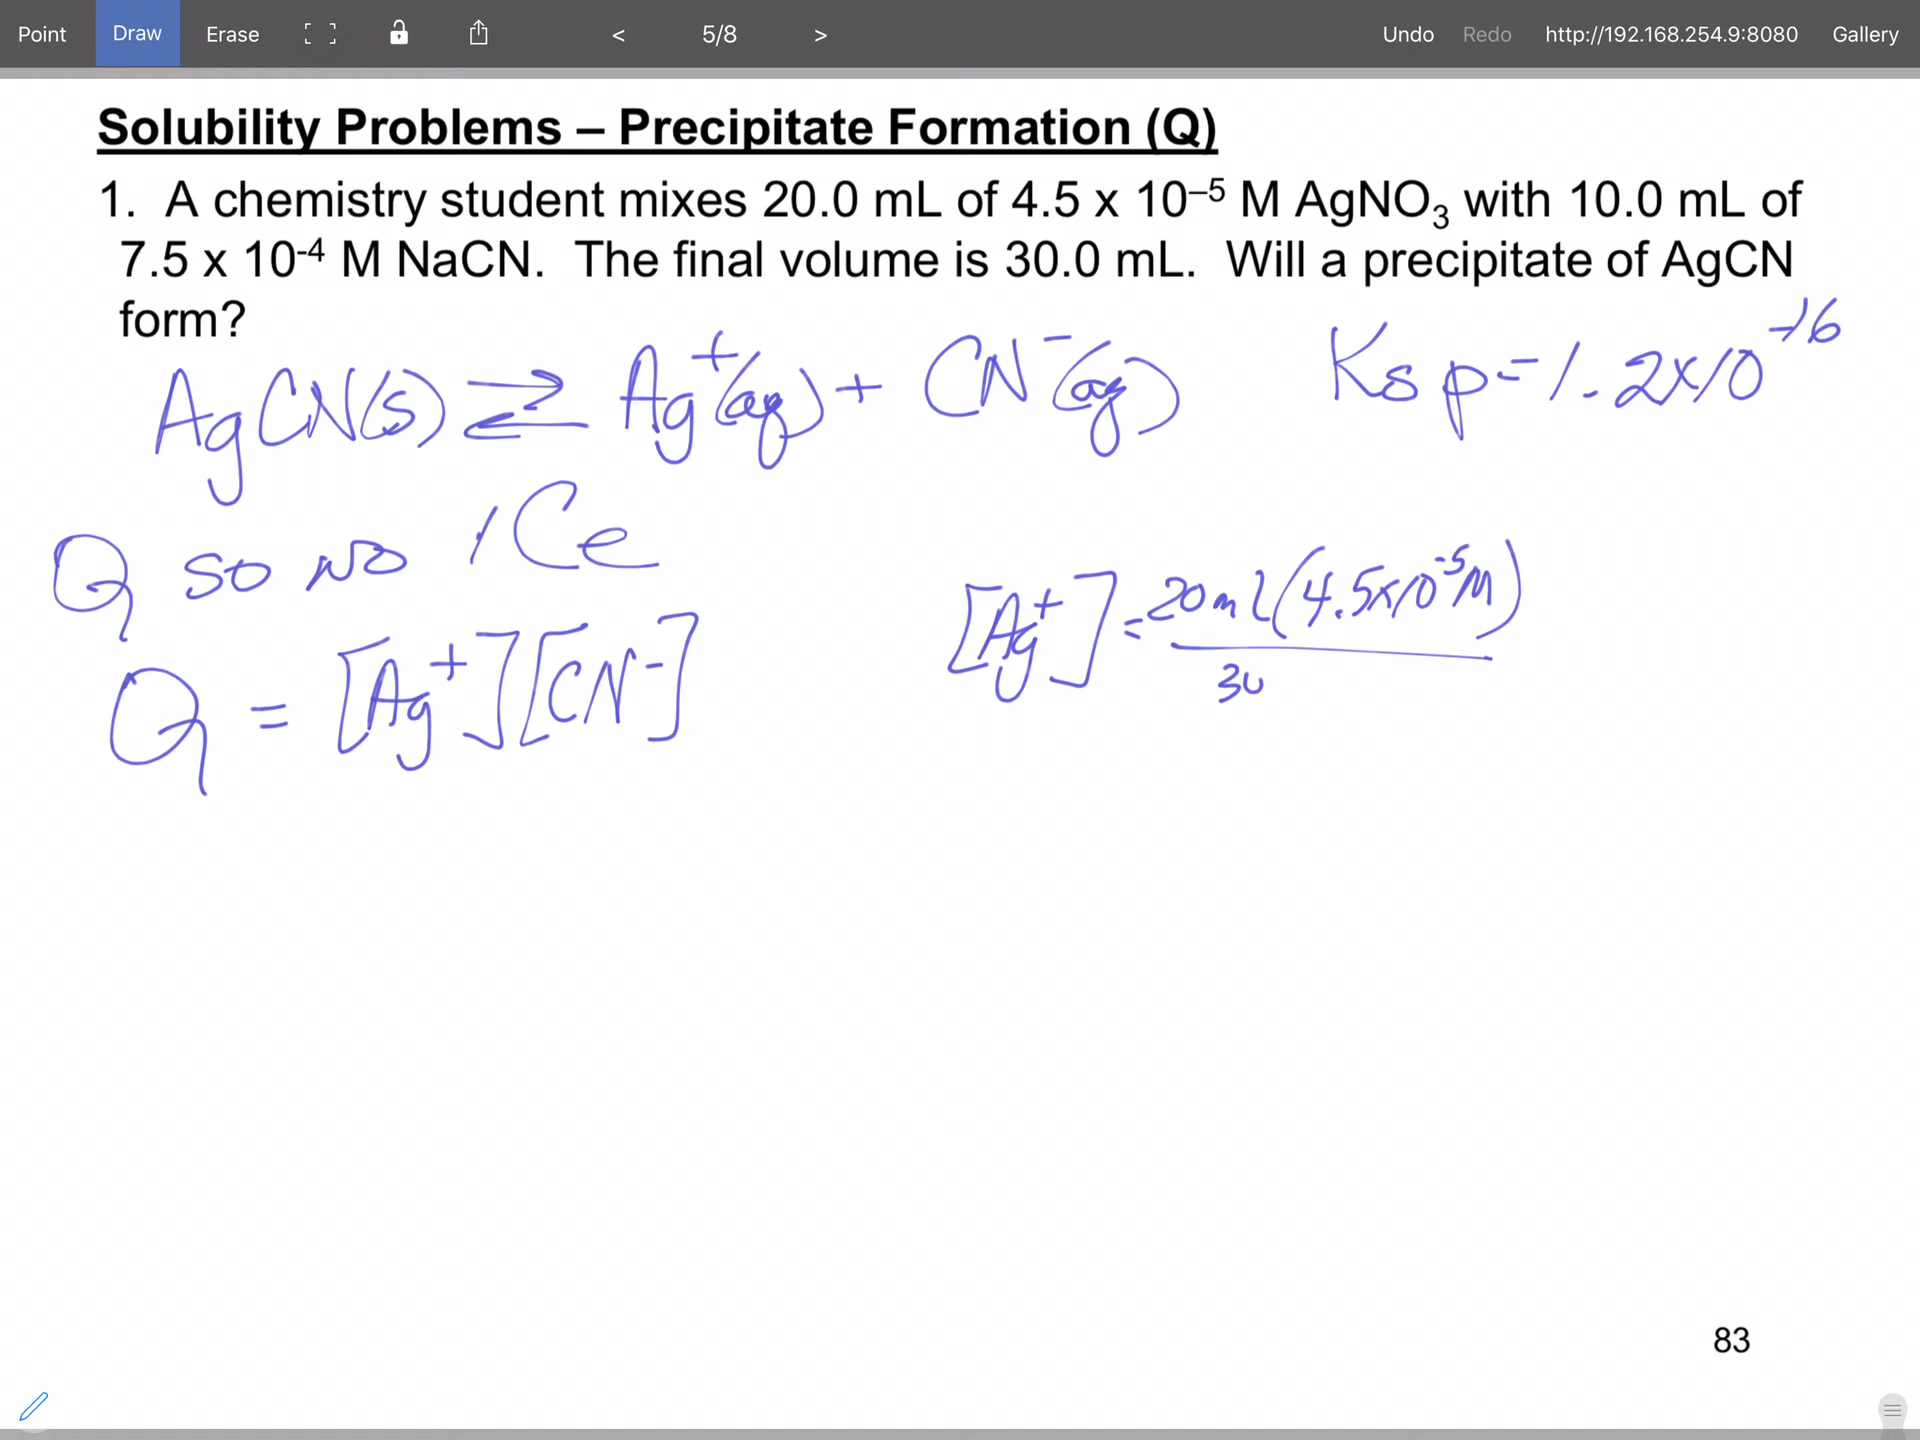 Point Draw Erase < 5/8 > Undo Redo http://192.168.254.9:8080 Gallery
Solubility Problems – Precipitate Formation (Q)
1. A chemistry student mixes 20.0 mL of 4.5 x 10⁻⁵ M AgNO₃ with 10.0 mL of
7.5 x 10⁻⁴ M NaCN. The final volume is 30.0 mL. Will a precipitate of AgCN
form?
AgCN(s) ⇄ Ag⁺(aq) + CN⁻(aq) Ksp = 1.2x10⁻¹⁶
Q so NO ICe
[Ag⁺] = 20ml(4.5x10⁻⁵M)
30
Q = [Ag⁺][CN⁻]
83